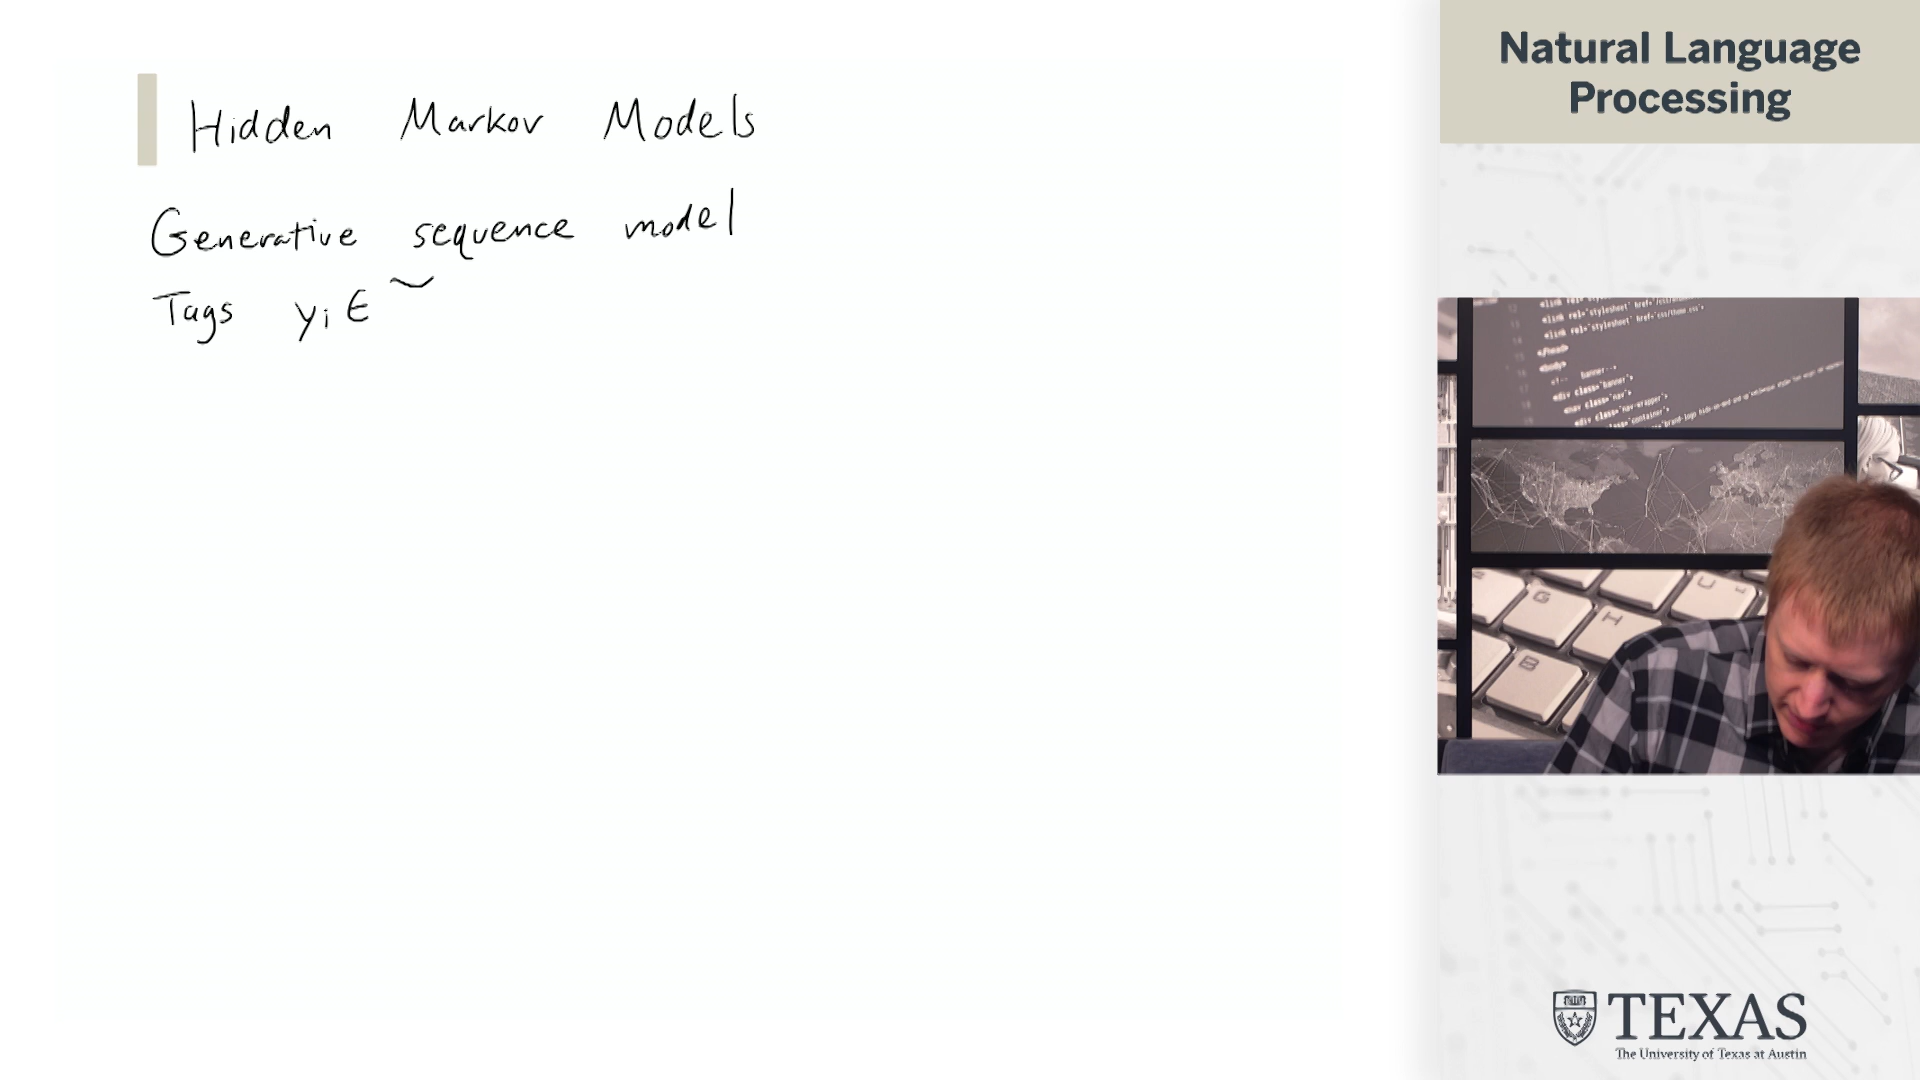 Natural Language
Processing
Hidden Markov Models
Generative sequence model
Tags yi ∈
TEXAS
The University of Texas at Austin